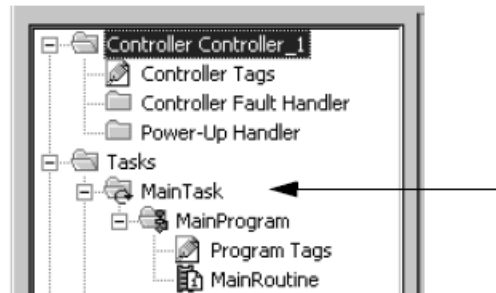 Controller Controller_1
Controller Tags
Controller Fault Handler
Power-Up Handler
Tasks
MainTask
MainProgram
Program Tags
MainRoutine